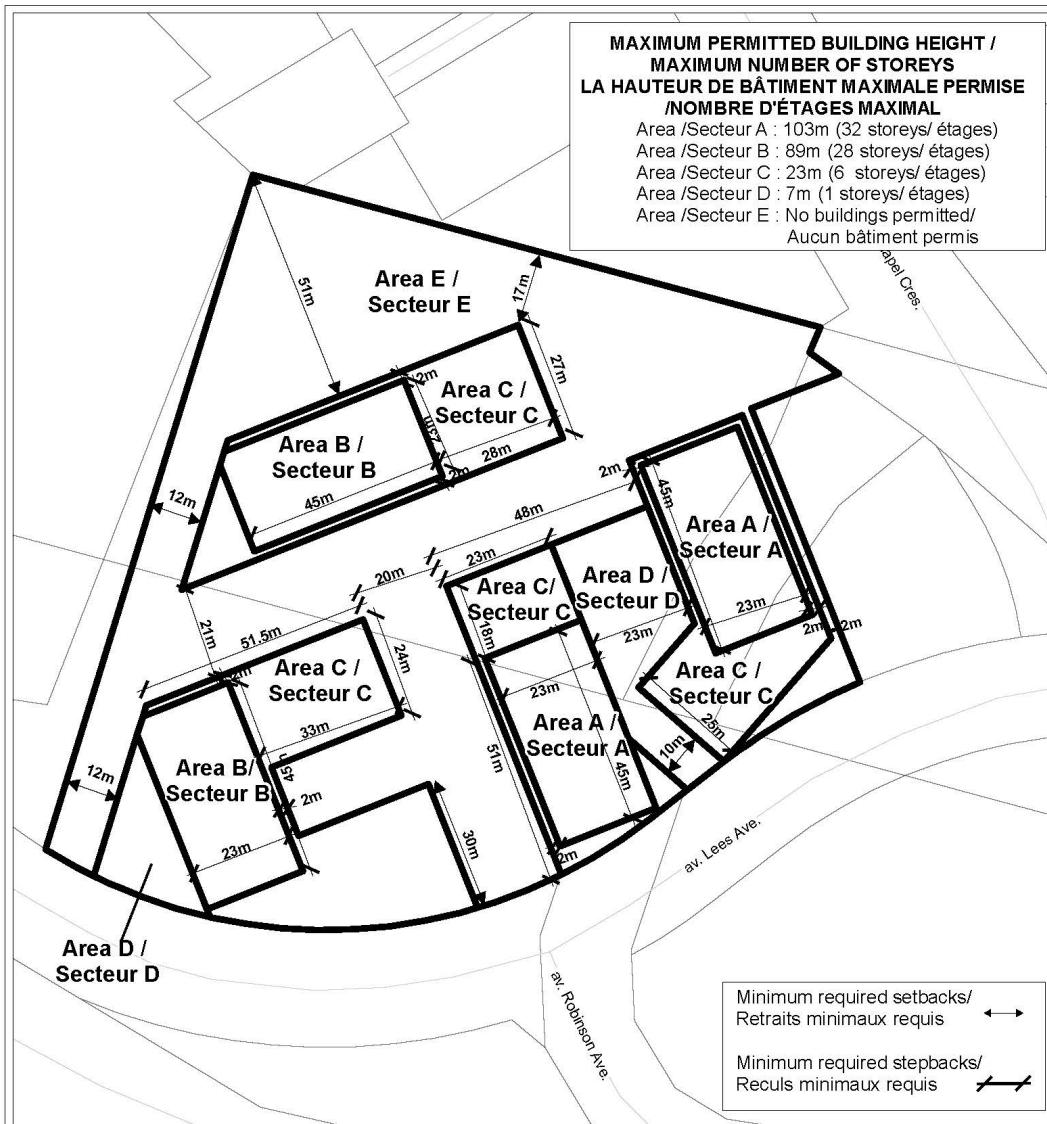 MAXIMUM PERMITTED BUILDING HEIGHT /
MAXIMUM NUMBER OF STOREYS
LA HAUTEUR DE BÂTIMENT MAXIMALE PERMISE
/NOMBRE D'ÉTAGES MAXIMAL
Area /Secteur A : 103m (32 storeys/ étages)
Area /Secteur B : 89m (28 storeys/ étages)
Area /Secteur C : 23m (6 storeys/ étages)
Area /Secteur D : 7m (1 storeys/ étages)
Area /Secteur E : No buildings permitted/
Aucun bâtiment permis
apel Cres.
51m
Area E /
Secteur E
17m
27m
2m
Area C /
Secteur C
23m
28m
2m
Area B /
Secteur B
45m
12m
2m
45m
Area A /
Secteur A
23m
2m
2m
48m
23m
20m
Area C/
Secteur C
Area D /
Secteur D
18m
23m
21m
51.5m
2m
Area C /
Secteur C
24m
33m
Area C /
Secteur C
25m
10m
23m
Area A /
Secteur A
45m
51m
2m
12m
Area B/
Secteur B
45m
2m
23m
30m
Area D /
Secteur D
av. Lees Ave.
av. Robinson Ave.
Minimum required setbacks/
Retraits minimaux requis
Minimum required stepbacks/
Reculs minimaux requis